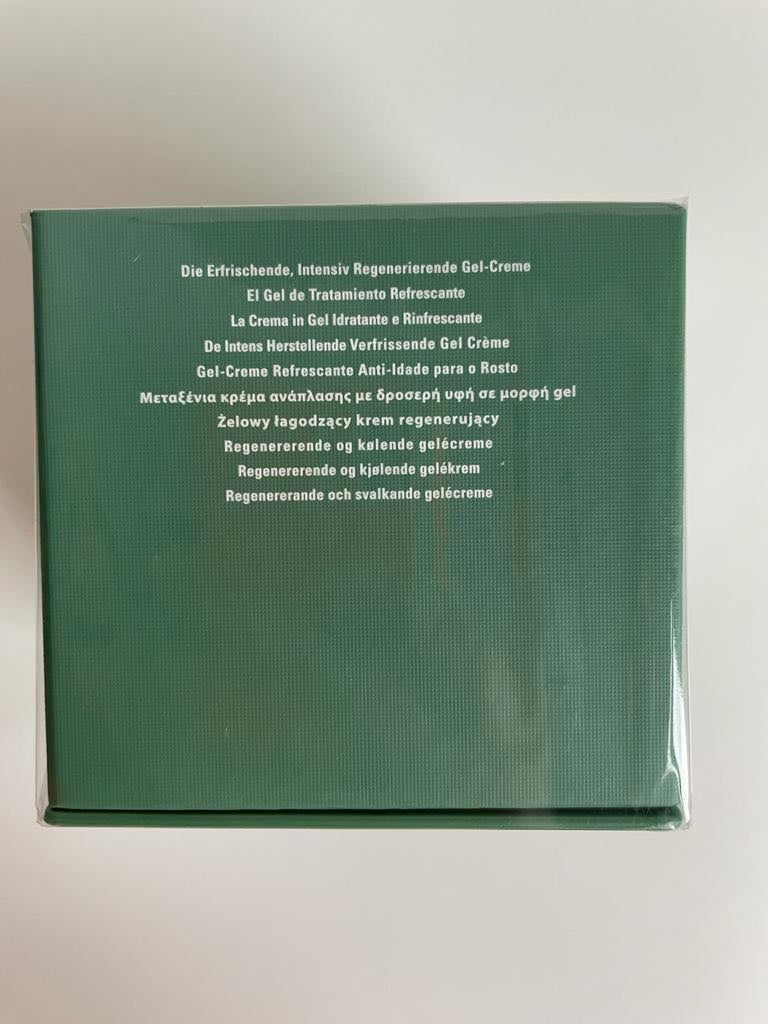 Die Erfrischende, Intensiv Regenerierende Gel-Creme
El Gel de Tratamiento Refrescante
La Crema in Gel Idratante e Rinfrescante
De Intens Herstellende Verfrissende Gel Crème
Gel-Creme Refrescante Anti-Idade para o Rosto
Μεταξένια κρέμα ανάπλασης με δροσερή υφή σε μορφή gel
Żelowy łagodzący krem regenerujący
Regenererende og kølende gelécreme
Regenererende og kjølende gelékrem
Regenererande och svalkande gelécreme